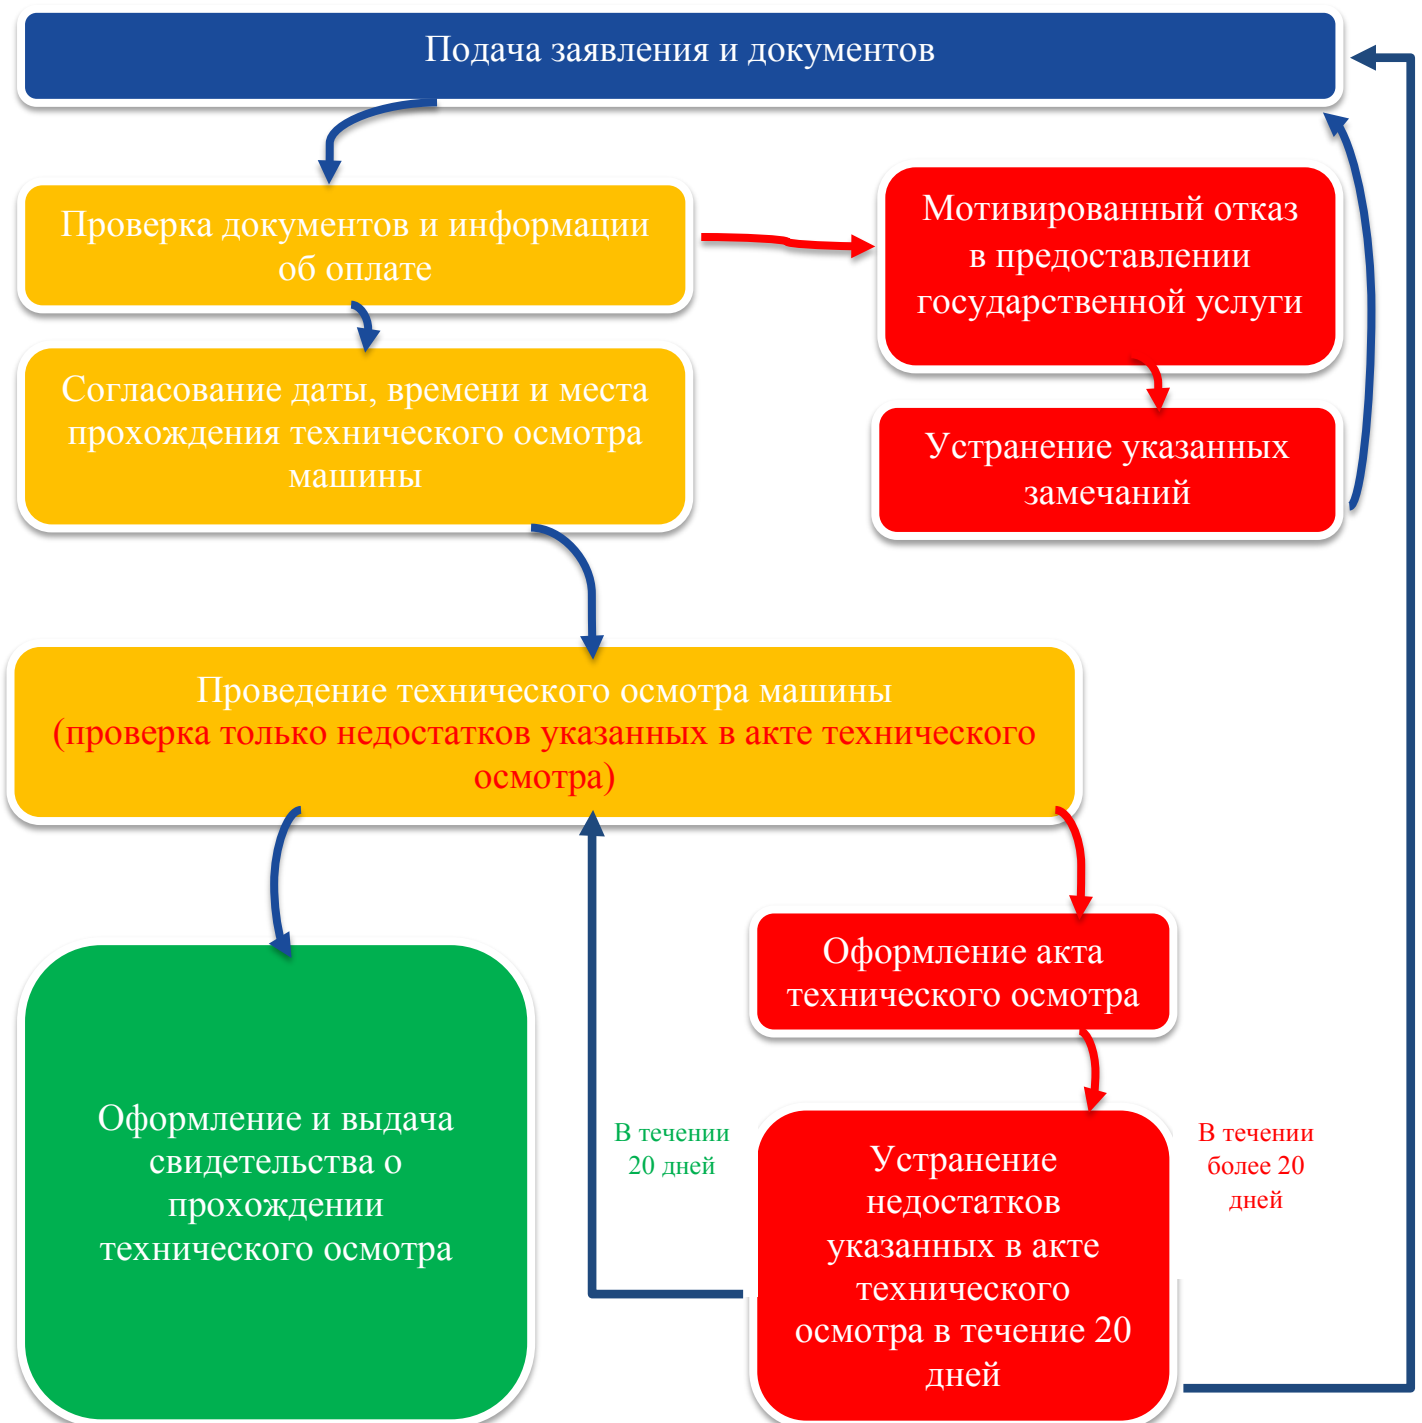 Подача заявления и документов
Проверка документов и информации
об оплате
Мотивированный отказ
в предоставлении
государственной услуги
Согласование даты, времени и места
прохождения технического осмотра
машины
Устранение указанных
замечаний
Проведение технического осмотра машины
(проверка только недостатков указанных в акте технического
осмотра)
Оформление акта
технического осмотра
Оформление и выдача
свидетельства о
прохождении
технического осмотра
В течении
20 дней
Устранение
недостатков
указанных в акте
технического
осмотра в течение 20
дней
В течении
более 20
дней